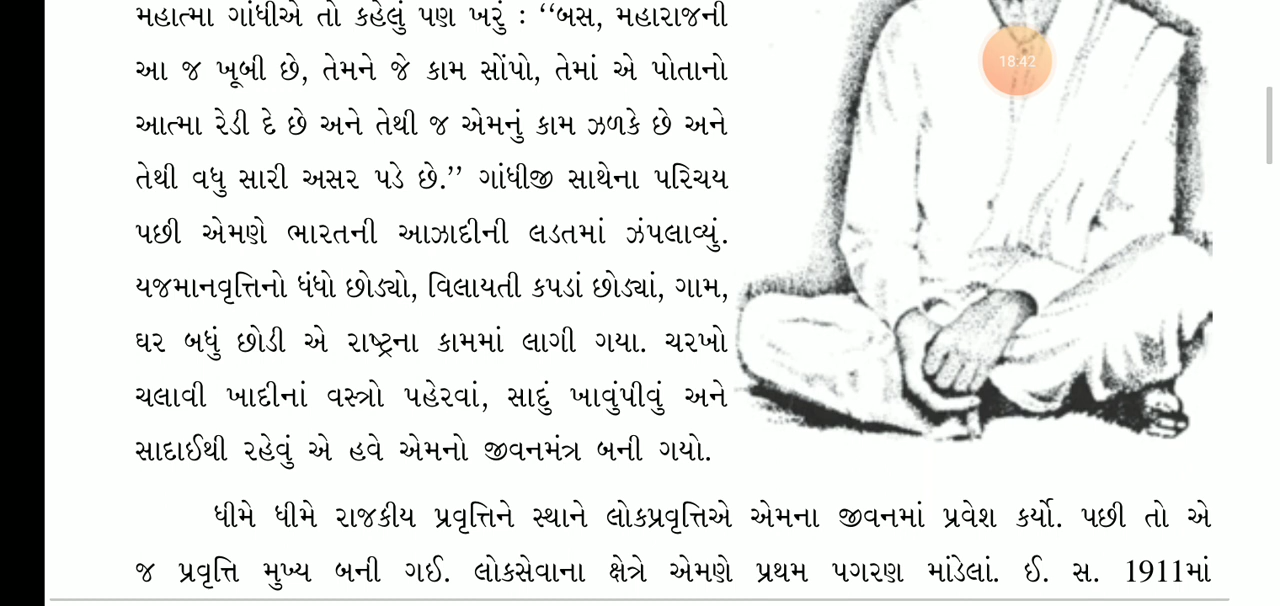 મહાત્મા ગાંધીએ તો કહેલું પણ ખરું : ‘‘બસ, મહારાજની
આ જ ખૂબી છે, તેમને જે કામ સોંપો, તેમાં એ પોતાનો
18:42
આત્મા રેડી દે છે અને તેથી જ એમનું કામ ઝળકે છે અને
તેથી વધુ સારી અસર પડે છે.’’ ગાંધીજી સાથેના પરિચય
પછી એમણે ભારતની આઝાદીની લડતમાં ઝંપલાવ્યું.
યજમાનવૃત્તિનો ધંધો છોડ્યો, વિલાયતી કપડાં છોડ્યાં, ગામ,
ઘર બધું છોડી એ રાષ્ટ્રના કામમાં લાગી ગયા. ચરખો
ચલાવી ખાદીનાં વસ્ત્રો પહેરવાં, સાદું ખાવુંપીવું અને
સાદાઈથી રહેવું એ હવે એમનો જીવનમંત્ર બની ગયો.
ધીમે ધીમે રાજકીય પ્રવૃત્તિને સ્થાને લોકપ્રવૃત્તિએ એમના જીવનમાં પ્રવેશ કર્યો. પછી તો એ
જ પ્રવૃત્તિ મુખ્ય બની ગઈ. લોકસેવાના ક્ષેત્રે એમણે પ્રથમ પગરણ માંડેલાં. ઈ. સ. 1911માં